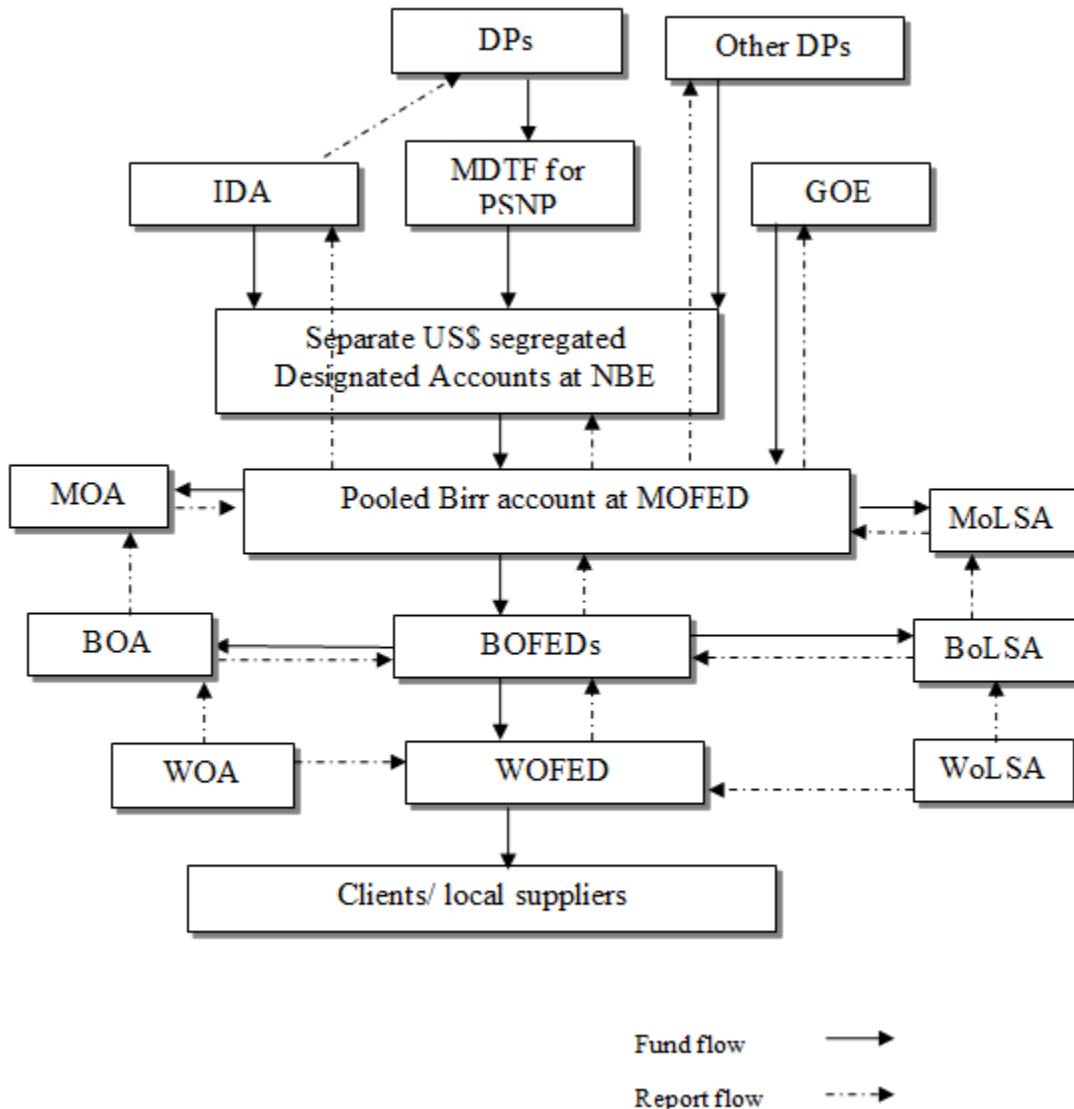 DPs
Other DPs
IDA
MDTF for
PSNP
GOE
Separate US$ segregated
Designated Accounts at NBE
MOA
Pooled Birr account at MOFED
MoLSA
BOA
BOFEDs
BoLSA
WOA
WOFED
WoLSA
Clients/ local suppliers
Fund flow
Report flow